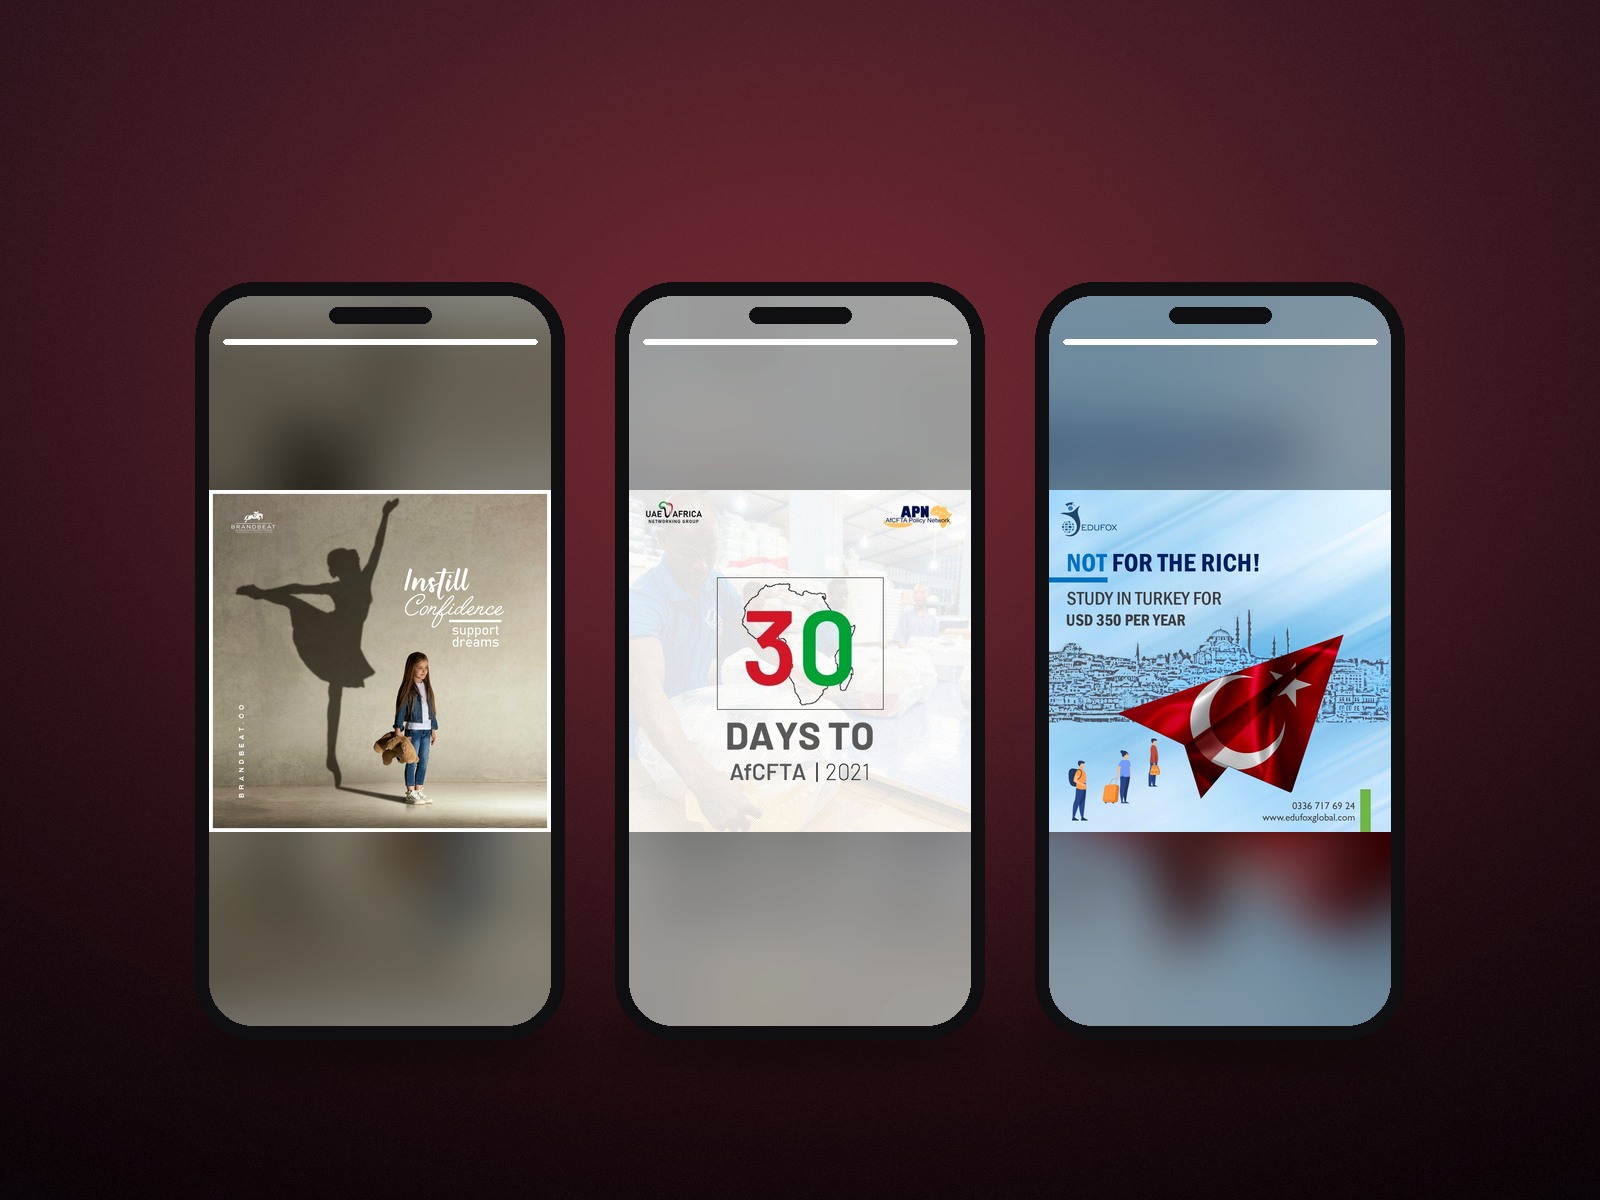 BRANDBEAT
Instill
Confidence
support
dreams
BRANDBEAT.CO
UAE AFRICA
NETWORKING GROUP
APN
AfCFTA Policy Network
30
DAYS TO
AfCFTA | 2021
EDUFOX
NOT FOR THE RICH!
STUDY IN TURKEY FOR
USD 350 PER YEAR
0336 717 69 24
www.edufoxglobal.com